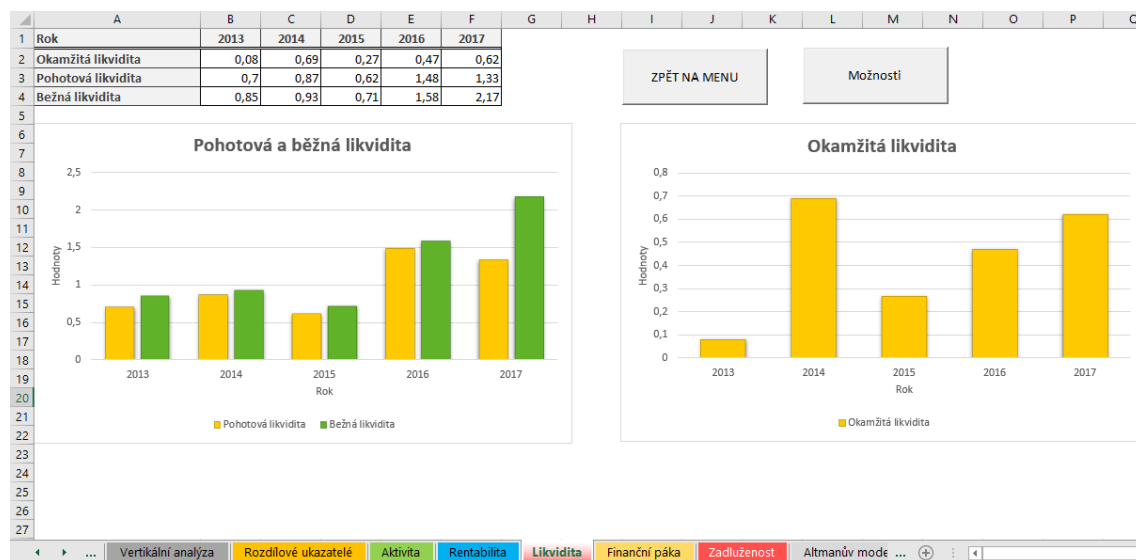 A B C D E F G H I J K L M N O P Q
1 Rok 2013 2014 2015 2016 2017
2 Okamžitá likvidita 0,08 0,69 0,27 0,47 0,62
3 Pohotová likvidita 0,7 0,87 0,62 1,48 1,33
4 Bežná likvidita 0,85 0,93 0,71 1,58 2,17
ZPĚT NA MENU
Možnosti
5
6
7
8
9
10
11
12
13
14
15
16
17
18
19
20
21
22
23
24
25
26
27
Pohotová a běžná likvidita
2,5
2
1,5
1
0,5
0
Hodnoty
2013 2014 2015 2016 2017
Rok
Pohotová likvidita Bežná likvidita
Okamžitá likvidita
0,8
0,7
0,6
0,5
0,4
0,3
0,2
0,1
0
Hodnoty
2013 2014 2015 2016 2017
Rok
Okamžitá likvidita
... Vertikální analýza Rozdílové ukazatelé Aktivita Rentabilita Likvidita Finanční páka Zadluženost Altmanův mode ...